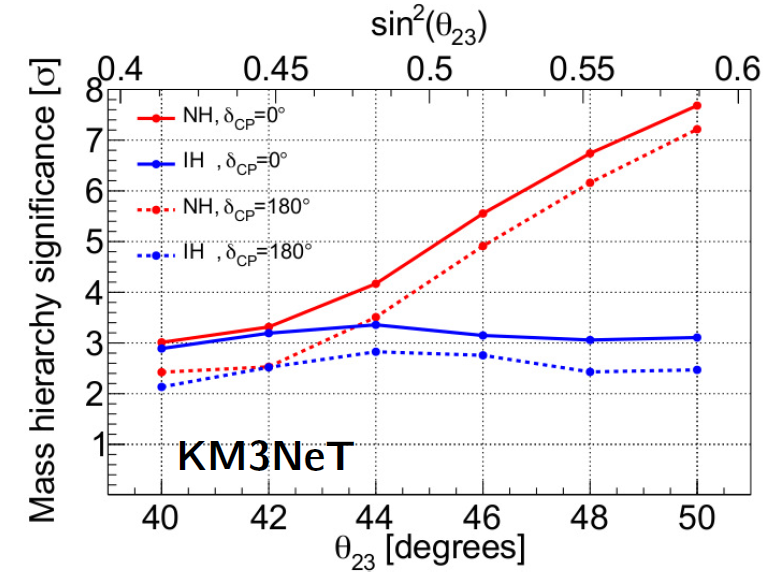 sin²(θ₂₃)
0.4 0.45 0.5 0.55 0.6
Mass hierarchy significance [σ]
8
7
6
5
4
3
2
1
NH, δCP=0°
IH , δCP=0°
NH, δCP=180°
IH , δCP=180°
KM3NeT
40 42 44 46 48 50
θ₂₃ [degrees]